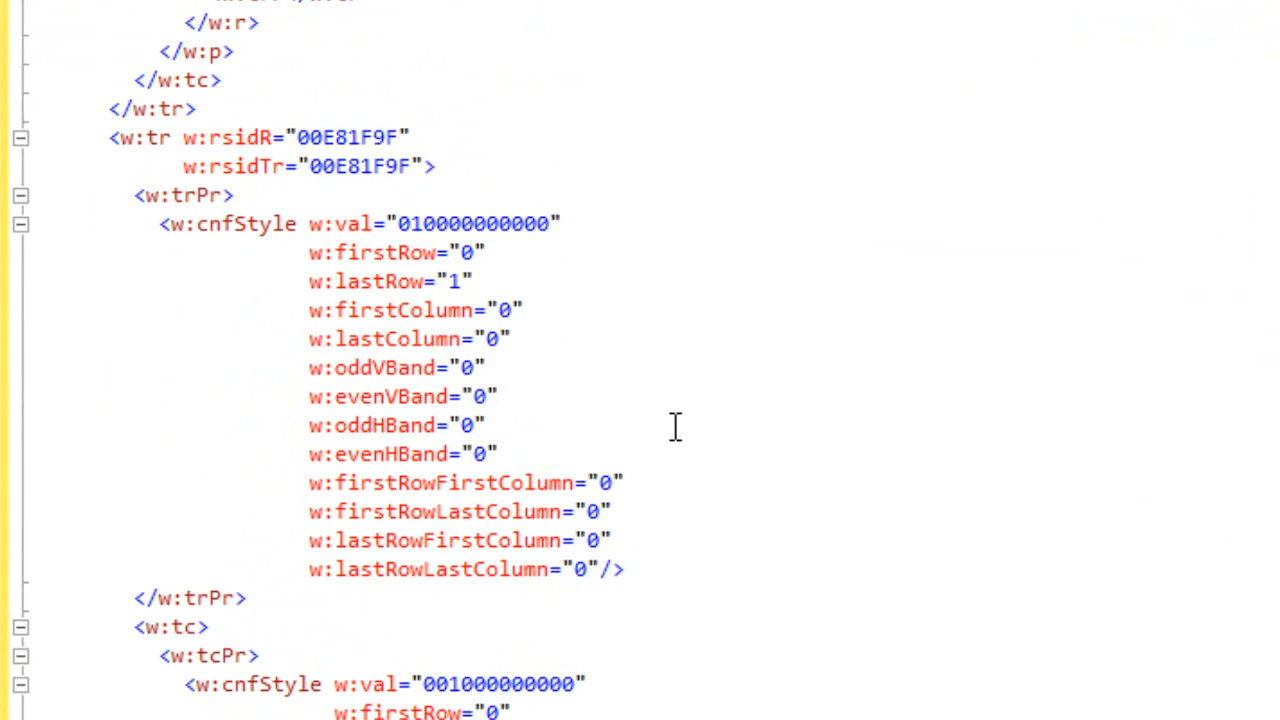 </w:r>
</w:p>
</w:tc>
</w:tr>
<w:tr w:rsidR="00E81F9F"
w:rsidTr="00E81F9F">
<w:trPr>
<w:cnfStyle w:val="010000000000"
w:firstRow="0"
w:lastRow="1"
w:firstColumn="0"
w:lastColumn="0"
w:oddVBand="0"
w:evenVBand="0"
w:oddHBand="0"
w:evenHBand="0"
w:firstRowFirstColumn="0"
w:firstRowLastColumn="0"
w:lastRowFirstColumn="0"
w:lastRowLastColumn="0"/>
</w:trPr>
<w:tc>
<w:tcPr>
<w:cnfStyle w:val="001000000000"
w:firstRow="0"